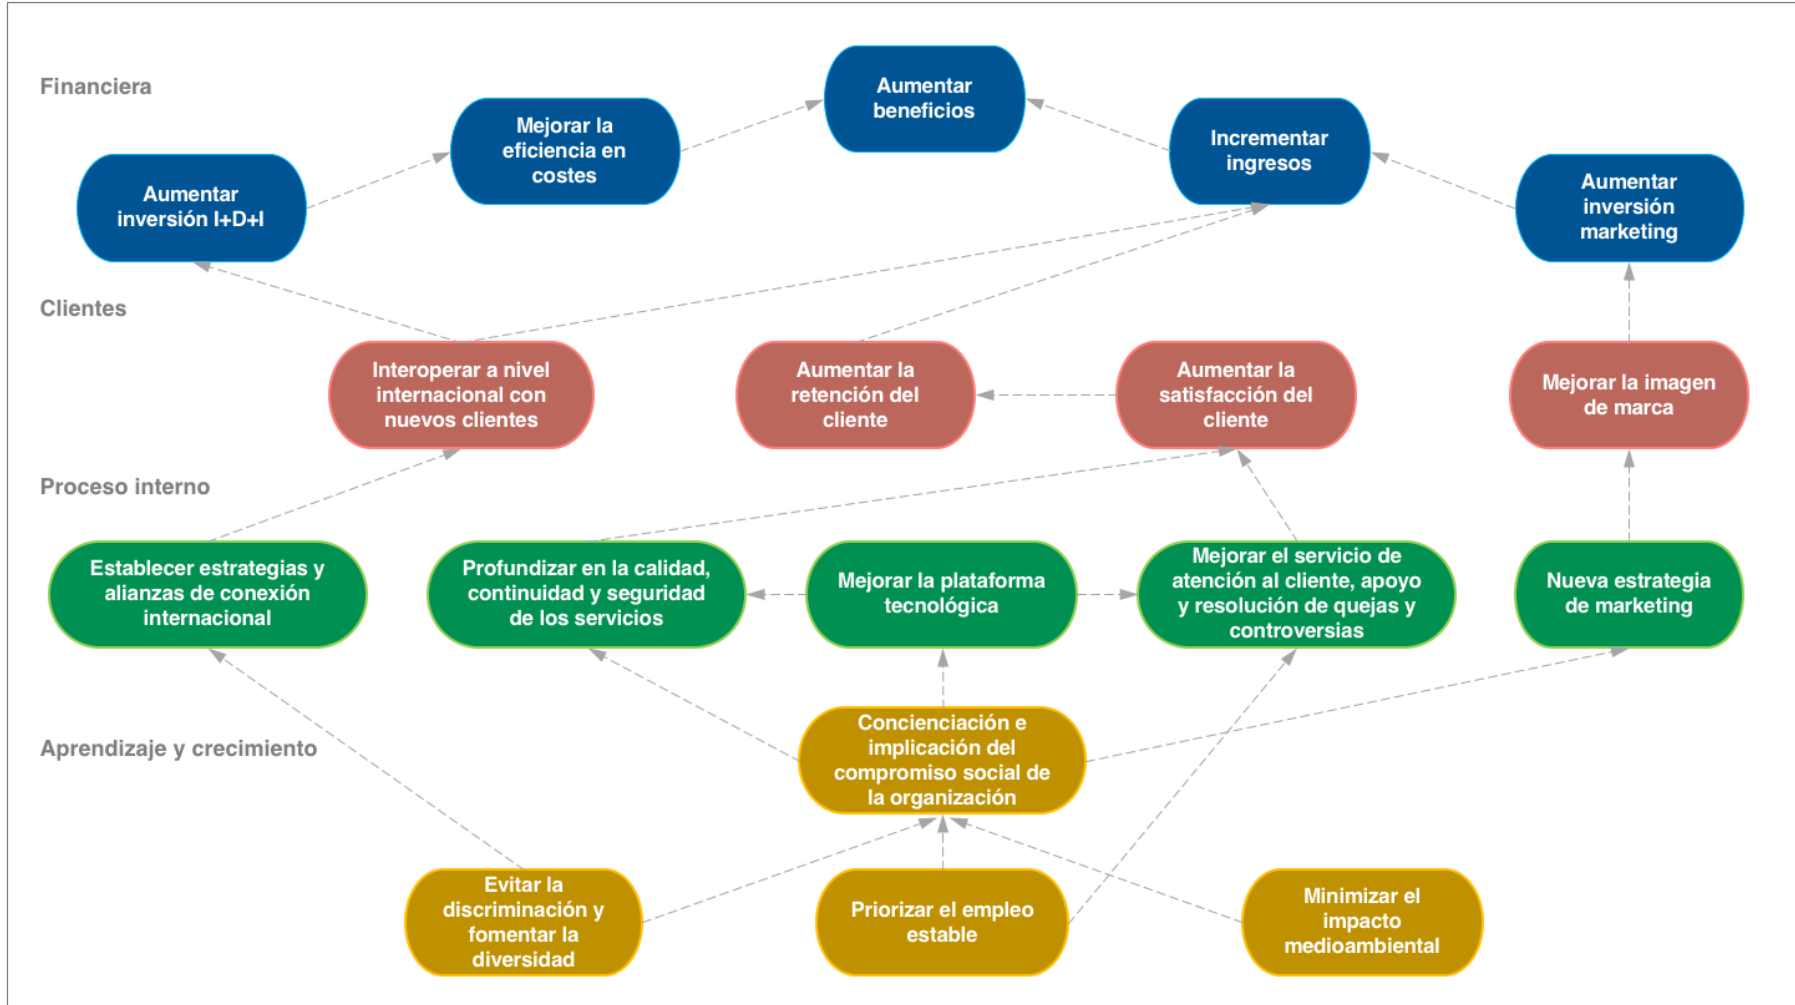 Financiera
Aumentar
beneficios
Mejorar la
eficiencia en
costes
Incrementar
ingresos
Aumentar
inversión I+D+I
Aumentar
inversión
marketing
Clientes
Interoperar a nivel
internacional con
nuevos clientes
Aumentar la
retención del
cliente
Aumentar la
satisfacción del
cliente
Mejorar la imagen
de marca
Proceso interno
Establecer estrategias y
alianzas de conexión
internacional
Profundizar en la calidad,
continuidad y seguridad
de los servicios
Mejorar la plataforma
tecnológica
Mejorar el servicio de
atención al cliente, apoyo
y resolución de quejas y
controversias
Nueva estrategia
de marketing
Aprendizaje y crecimiento
Concienciación e
implicación del
compromiso social de
la organización
Evitar la
discriminación y
fomentar la
diversidad
Priorizar el empleo
estable
Minimizar el
impacto
medioambiental